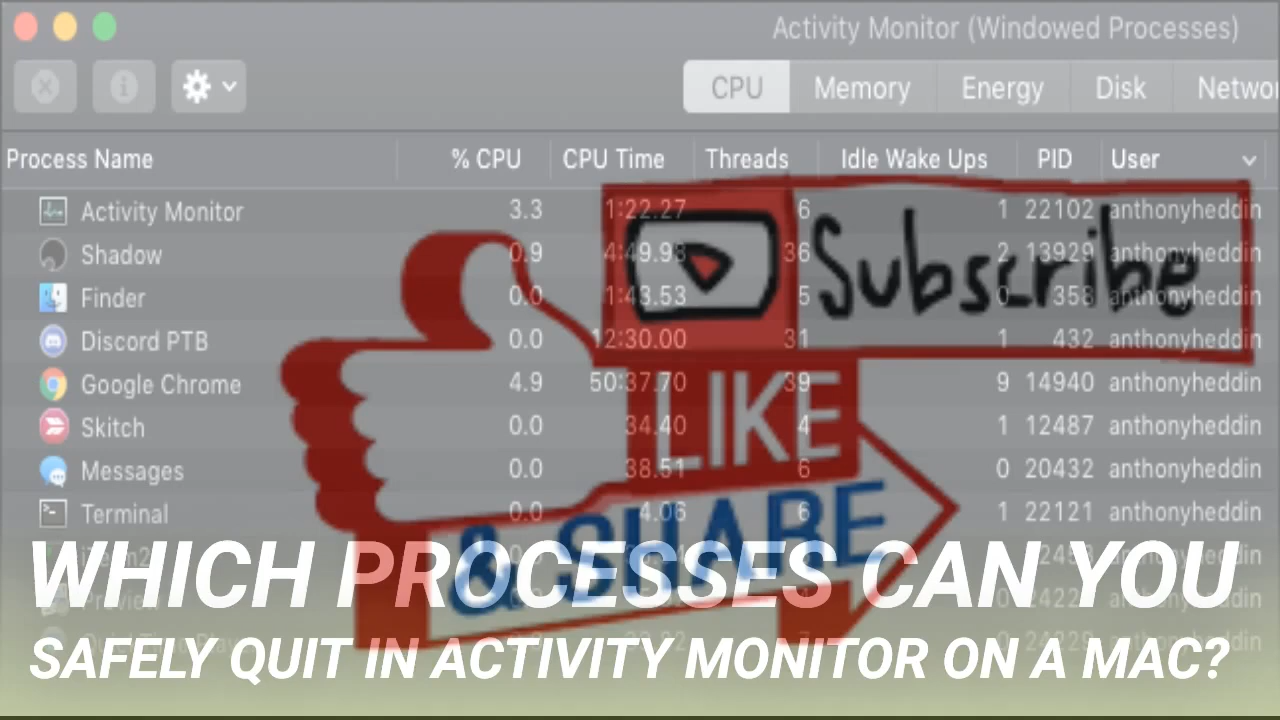 Activity Monitor (Windowed Processes)
CPU Memory Energy Disk
Process Name % CPU CPU Time Threads Idle Wake Ups PID User
Activity Monitor 3.3 1:22.27 6 1 22102 anthonyheddin
Shadow 0.9 4:49.93 36 2 13929 anthonyheddin
Finder 0.0 1:43.53 5 0 358 anthonyheddin
Discord PTB 0.0 12:30.00 31 1 432 anthonyheddin
Subscribe
Google Chrome 4.9 50:37.70 39 9 14940 anthonyheddin
Skitch 0.0 34.40 4 1 12487 anthonyheddin
LIKE
Messages 0.0 38.51 6 0 20432 anthonyheddin
Terminal 0.0 4.06 6 1 22121 anthonyheddin
& SHARE
WHICH PROCESSES CAN YOU
Preview
SAFELY QUIT IN ACTIVITY MONITOR ON A MAC?